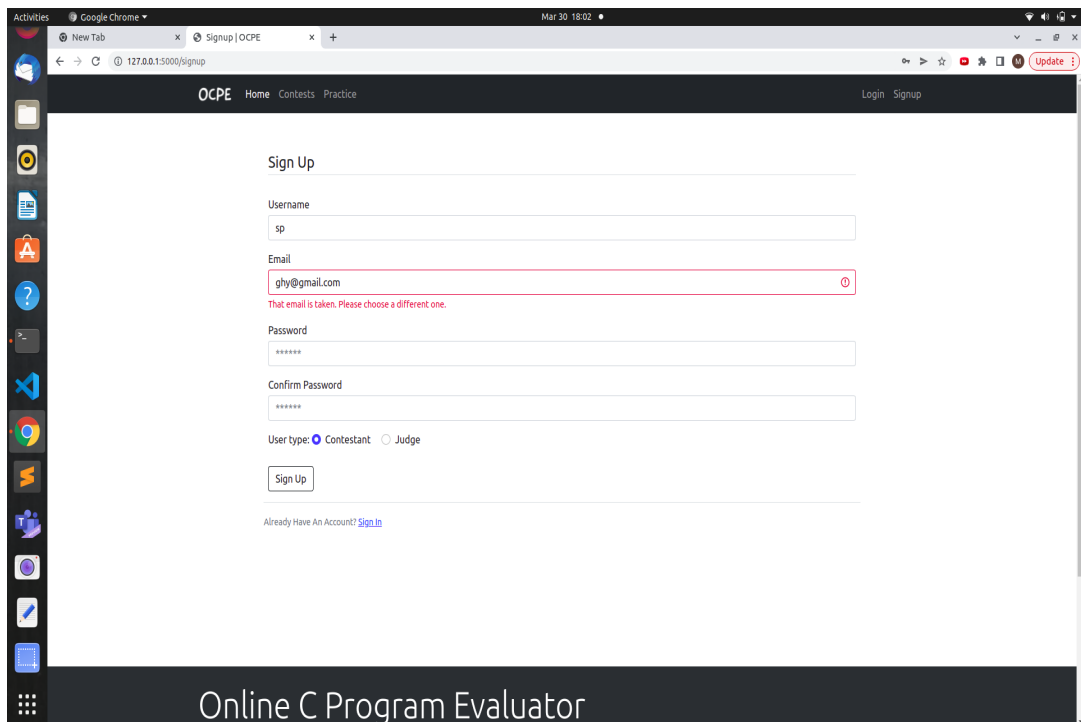 Activities Google Chrome ▾ Mar 30 18:02 ●
New Tab x Signup | OCPE x +
127.0.0.1:5000/signup M Update
OCPE Home Contests Practice Login Signup
Sign Up
Username
sp
Email
ghy@gmail.com
That email is taken. Please choose a different one.
Password
******
Confirm Password
******
User type: Contestant Judge
Sign Up
Already Have An Account? Sign In
Online C Program Evaluator